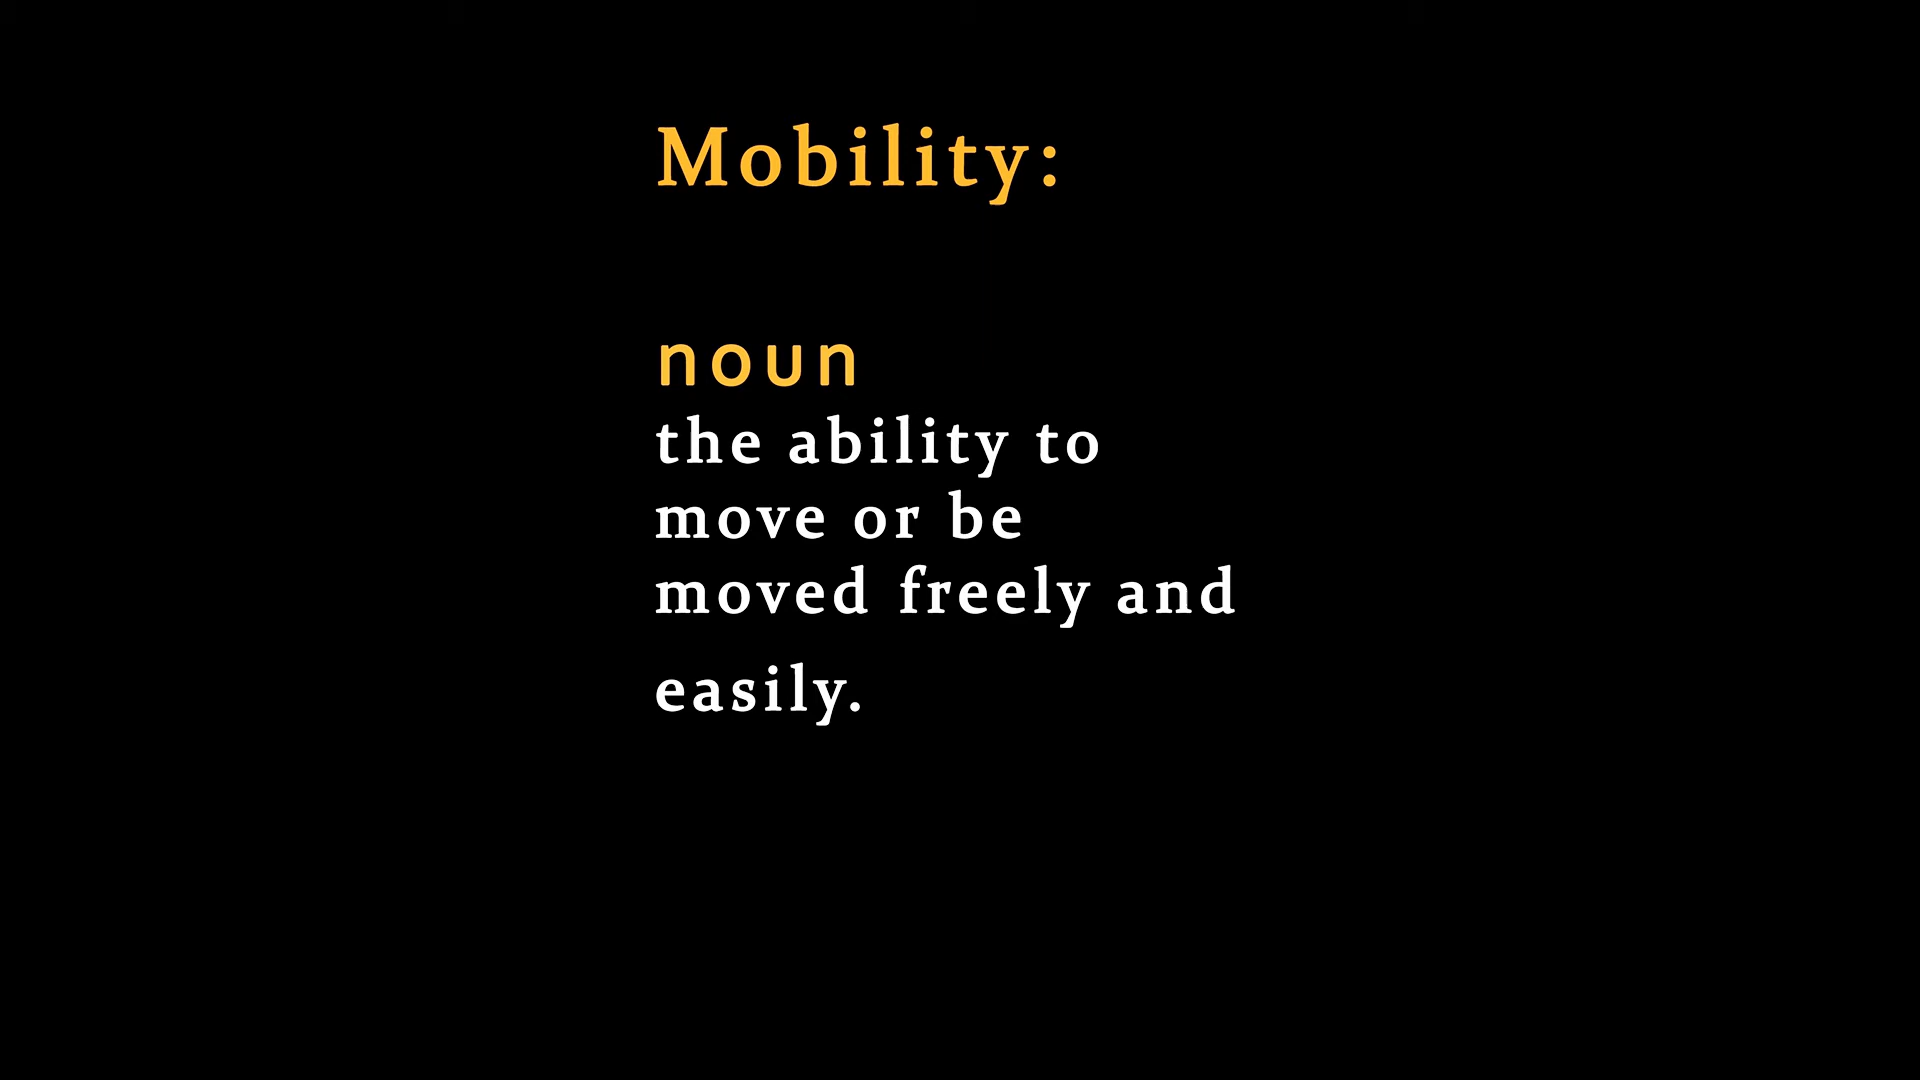 Mobility:
noun
the ability to
move or be
moved freely and
easily.